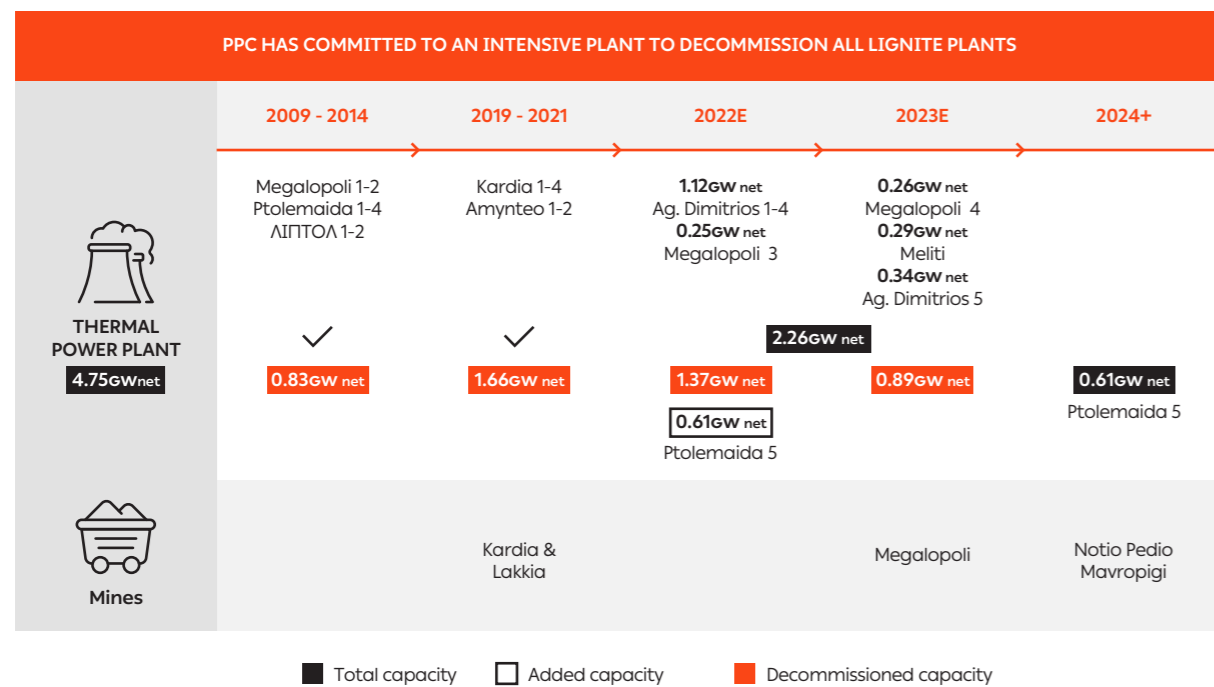 PPC HAS COMMITTED TO AN INTENSIVE PLANT TO DECOMMISSION ALL LIGNITE PLANTS
2009 - 2014
2019 - 2021
2022E
2023E
2024+
THERMAL
POWER PLANT
4.75GWnet
Megalopoli 1-2
Ptolemaida 1-4
ΛΙΠΤΟΛ 1-2
0.83GW net
Kardia 1-4
Amynteo 1-2
1.66GW net
1.12GW net
Ag. Dimitrios 1-4
0.25GW net
Megalopoli 3
2.26GW net
1.37GW net
0.61GW net
Ptolemaida 5
0.26GW net
Megalopoli 4
0.29GW net
Meliti
0.34GW net
Ag. Dimitrios 5
0.89GW net
0.61GW net
Ptolemaida 5
Mines
Kardia &
Lakkia
Megalopoli
Notio Pedio
Mavropigi
Total capacity
Added capacity
Decommissioned capacity